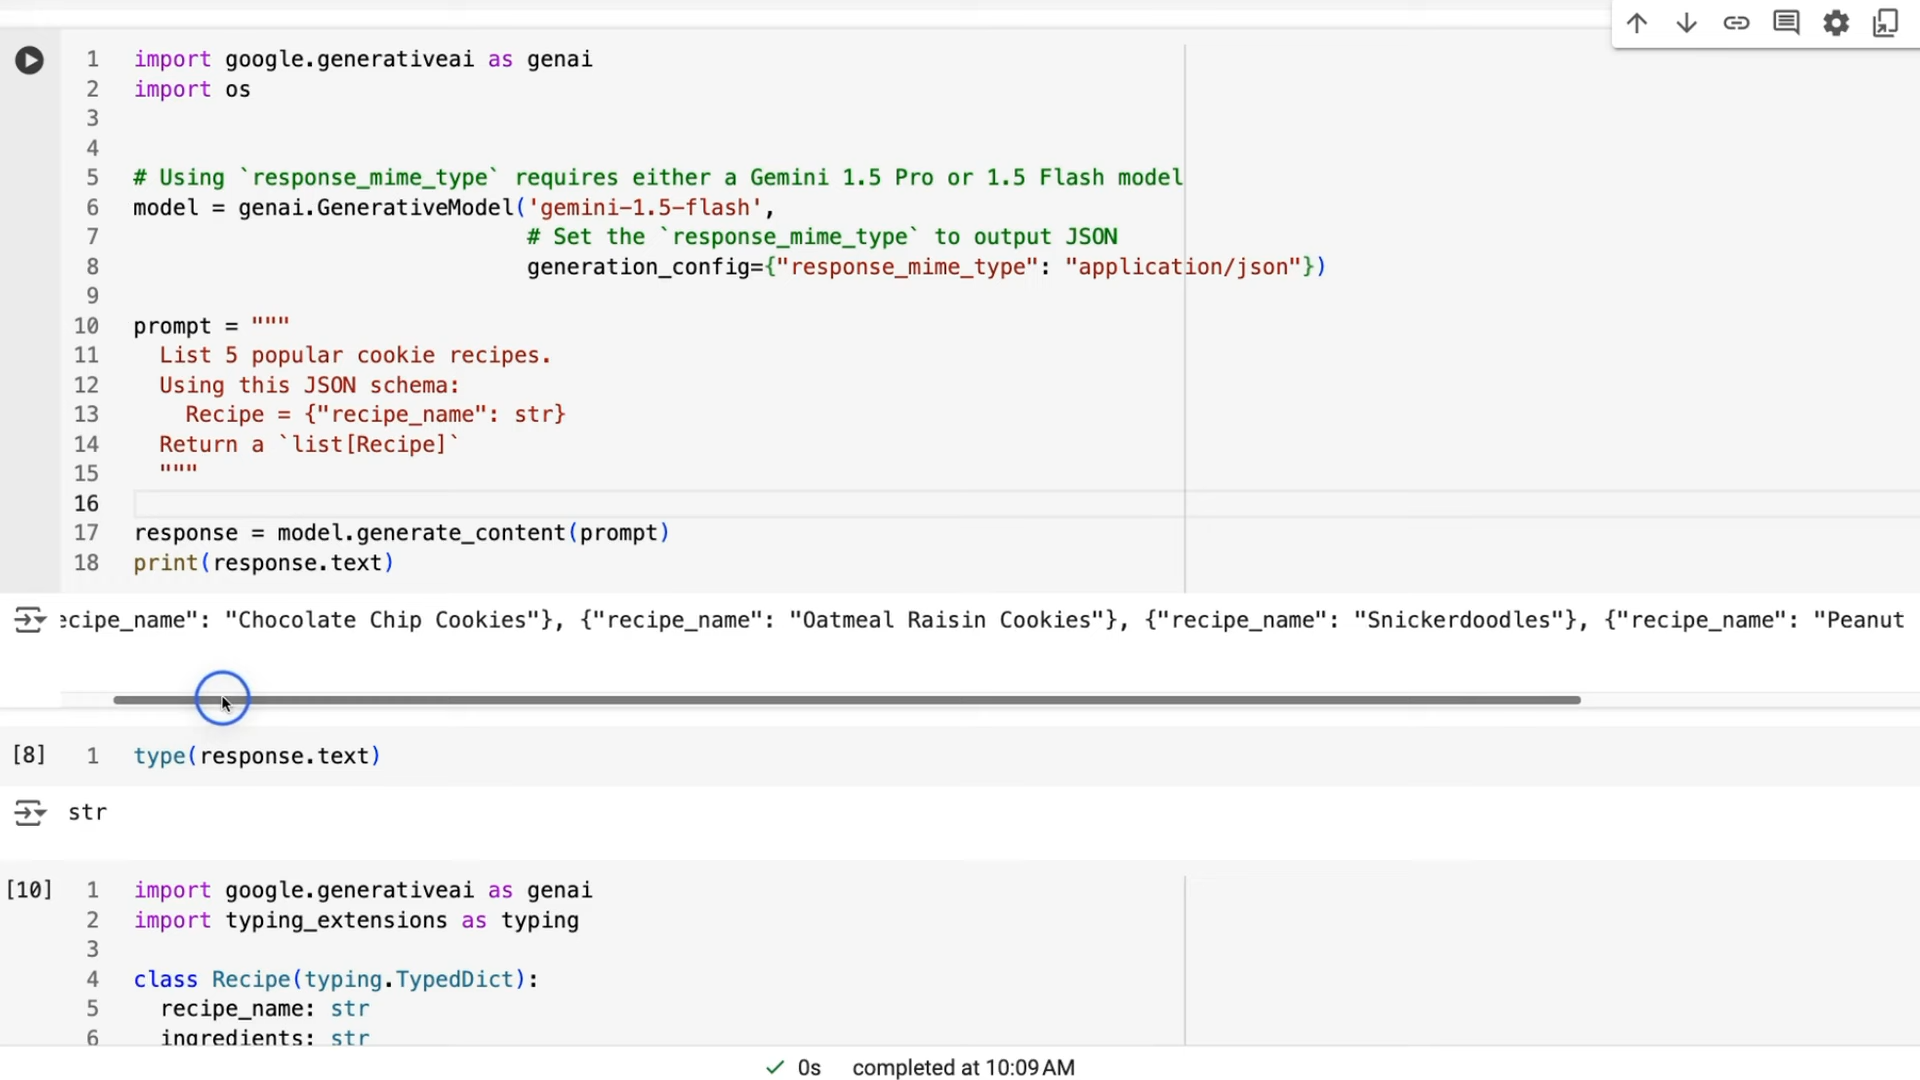 1 import google.generativeai as genai
2 import os
3
4
5 # Using `response_mime_type` requires either a Gemini 1.5 Pro or 1.5 Flash model
6 model = genai.GenerativeModel('gemini-1.5-flash',
7 # Set the `response_mime_type` to output JSON
8 generation_config={"response_mime_type": "application/json"})
9
10 prompt = """
11 List 5 popular cookie recipes.
12 Using this JSON schema:
13 Recipe = {"recipe_name": str}
14 Return a `list[Recipe]`
15 """
16
17 response = model.generate_content(prompt)
18 print(response.text)
ecipe_name": "Chocolate Chip Cookies"}, {"recipe_name": "Oatmeal Raisin Cookies"}, {"recipe_name": "Snickerdoodles"}, {"recipe_name": "Peanut
[8] 1 type(response.text)
str
[10] 1 import google.generativeai as genai
2 import typing_extensions as typing
3
4 class Recipe(typing.TypedDict):
5 recipe_name: str
6 ingredients: str
0s completed at 10:09 AM